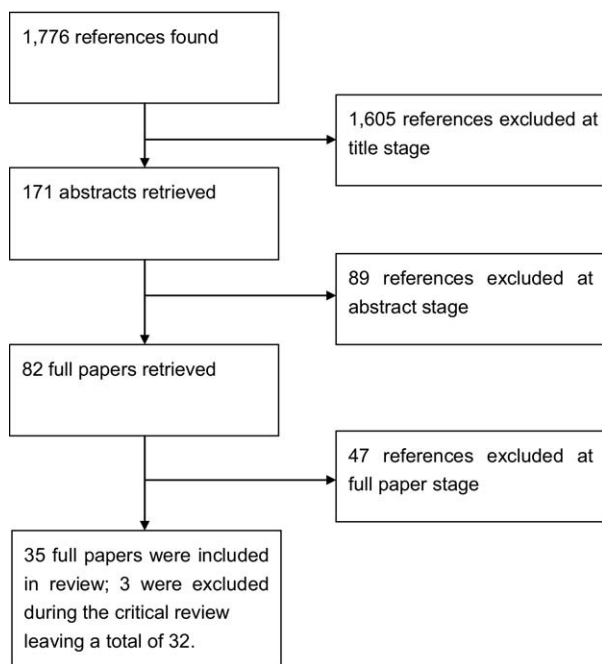 1,776 references found
1,605 references excluded at
title stage
171 abstracts retrieved
89 references excluded at
abstract stage
82 full papers retrieved
47 references excluded at
full paper stage
35 full papers were included
in review; 3 were excluded
during the critical review
leaving a total of 32.